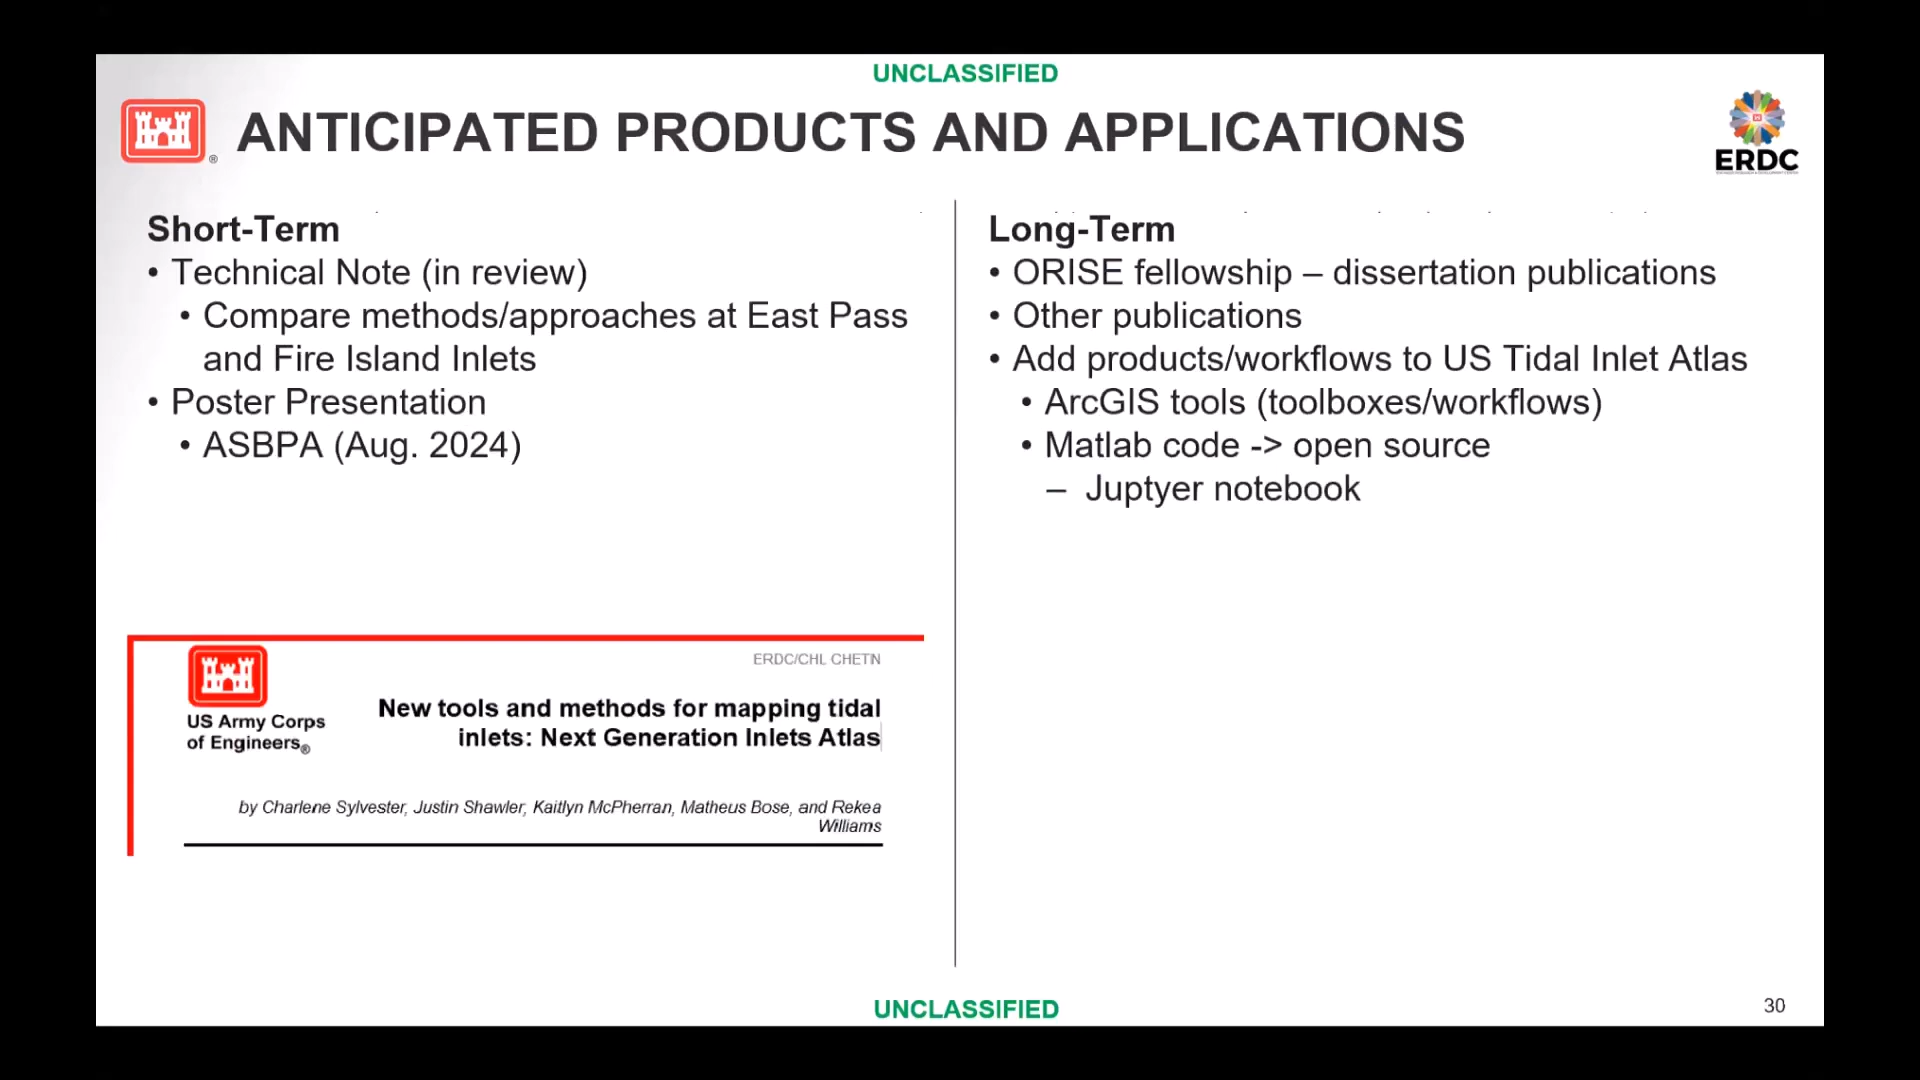 UNCLASSIFIED
ANTICIPATED PRODUCTS AND APPLICATIONS
®
ERDC
Short-Term
• Technical Note (in review)
• Compare methods/approaches at East Pass
and Fire Island Inlets
• Poster Presentation
• ASBPA (Aug. 2024)
ERDC/CHL CHETN
US Army Corps
of Engineers®
New tools and methods for mapping tidal
inlets: Next Generation Inlets Atlas
by Charlene Sylvester, Justin Shawler, Kaitlyn McPherran, Matheus Bose, and Rekea
Williams
Long-Term
• ORISE fellowship – dissertation publications
• Other publications
• Add products/workflows to US Tidal Inlet Atlas
• ArcGIS tools (toolboxes/workflows)
• Matlab code -> open source
– Juptyer notebook
UNCLASSIFIED
30